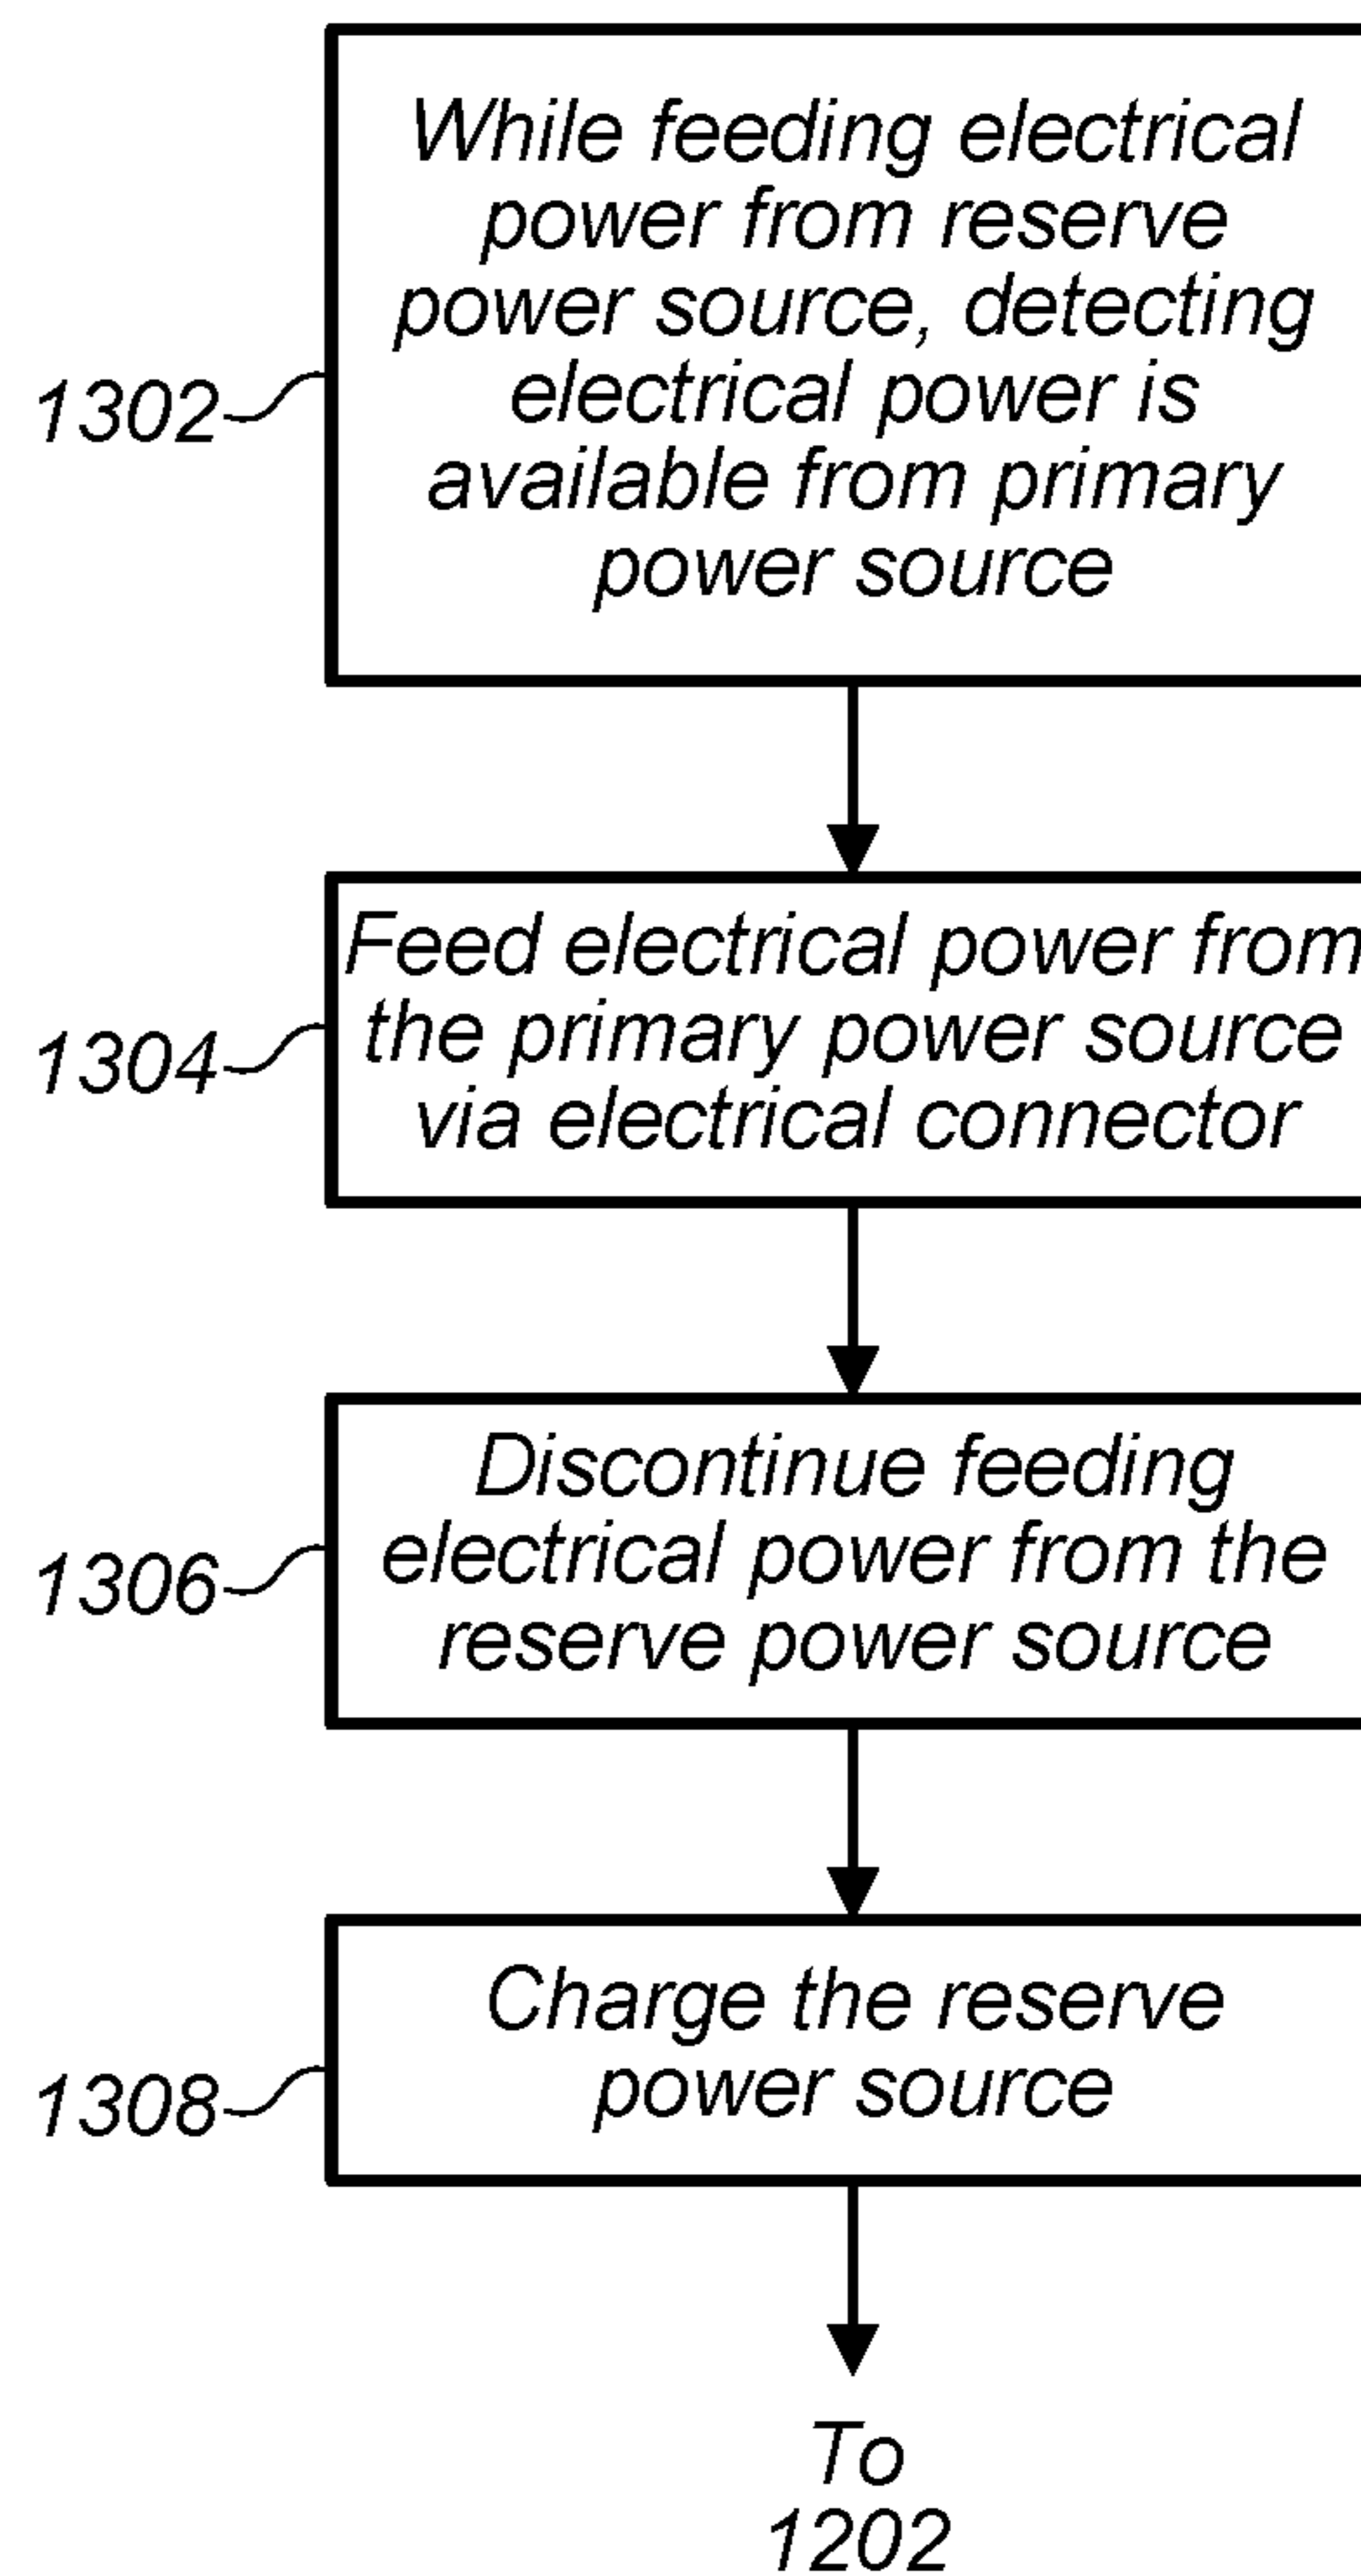 While feeding electrical
power from reserve
power source, detecting
electrical power is
available from primary
power source
1302
Feed electrical power from
the primary power source
via electrical connector
1304
Discontinue feeding
electrical power from the
reserve power source
1306
Charge the reserve
power source
1308
To
1202